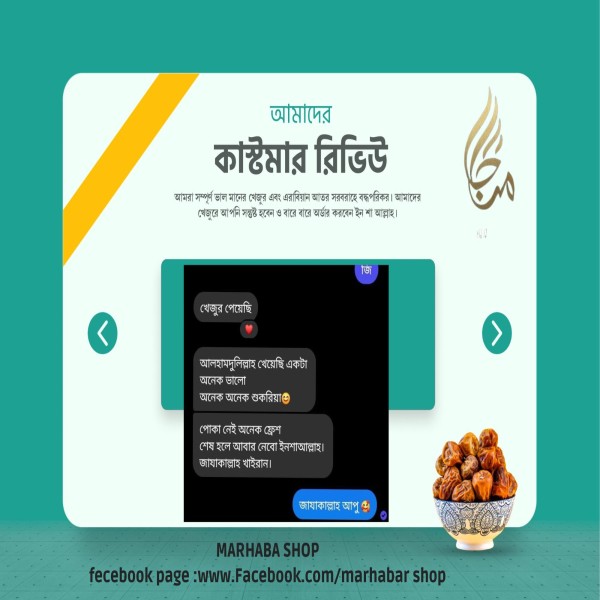 আমাদের
কাস্টমার রিভিউ
আমরা সম্পূর্ণ ভাল মানের খেজুর এবং এরাবিয়ান আতর সরবরাহে বদ্ধপরিকর। আমাদের
খেজুরে আপনি সন্তুষ্ট হবেন ও বারে বারে অর্ডার করবেন ইন শা আল্লাহ।
জি
খেজুর পেয়েছি
আলহামদুলিল্লাহ খেয়েছি একটা
অনেক ভালো
অনেক অনেক শুকরিয়া😊
পোকা নেই অনেক ফ্রেশ
শেষ হলে আবার নেবো ইনশাআল্লাহ।
জাযাকাল্লাহ খাইরান।
জাযাকাল্লাহ আপু🥰
MARHABA SHOP
fecebook page :www.Facebook.com/marhabar shop